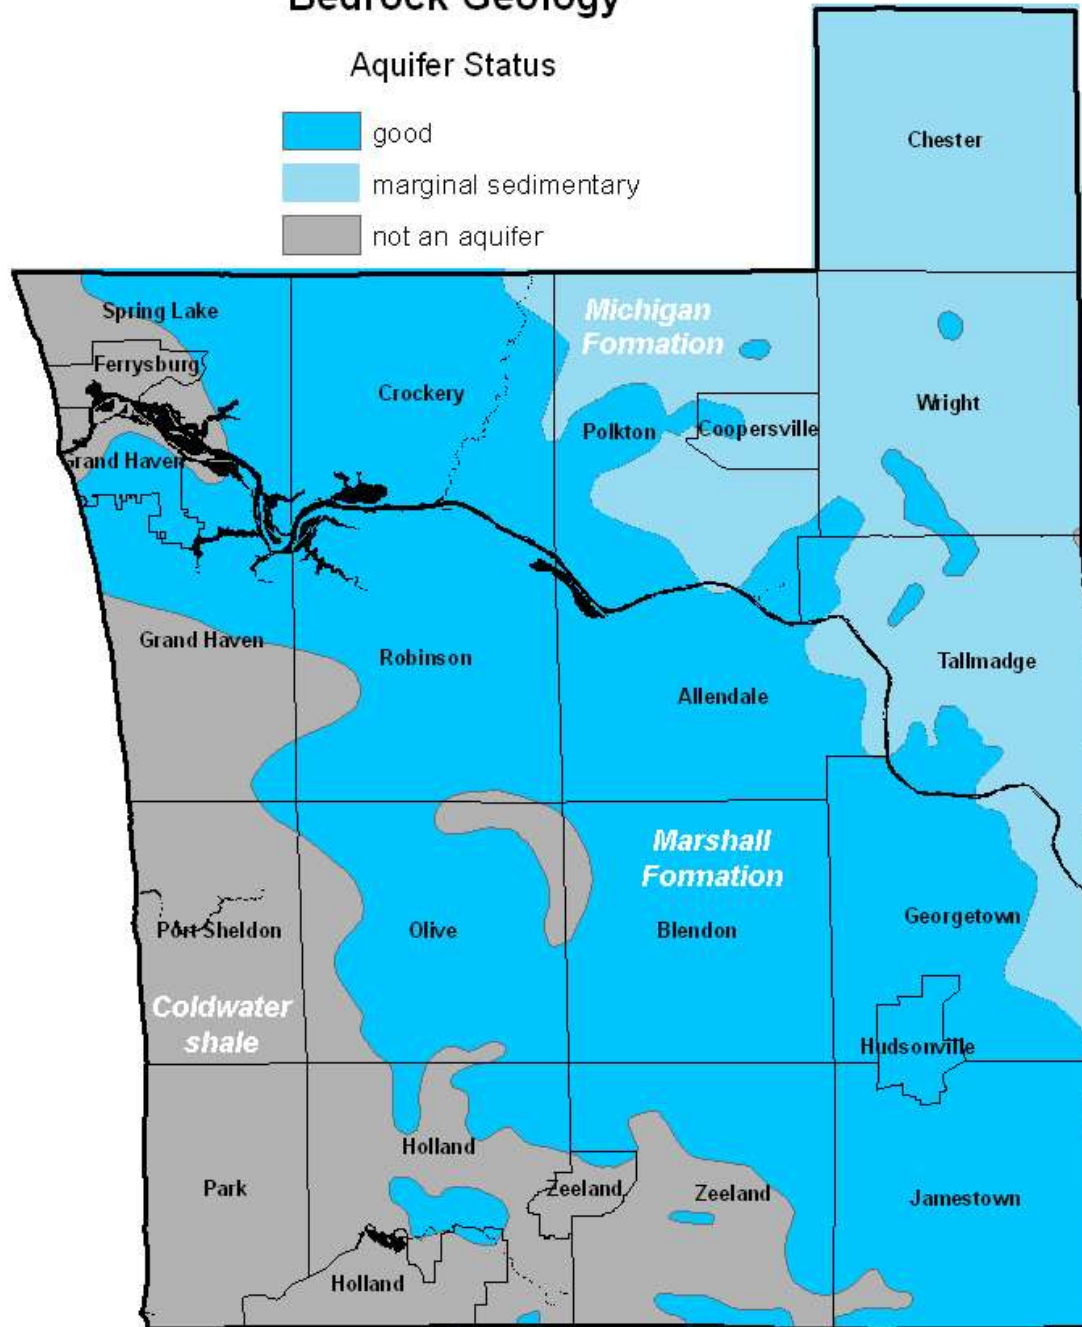 Bedrock Geology
Aquifer Status
good
marginal sedimentary
not an aquifer
Chester
Spring Lake
Michigan
Formation
Ferrysburg
Crockery
Wright
Polkton
Coopersville
Grand Haven
Grand Haven
Robinson
Tallmadge
Allendale
Marshall
Formation
Port Sheldon
Olive
Blendon
Georgetown
Coldwater
shale
Hudsonville
Holland
Park
Zeeland
Zeeland
Jamestown
Holland